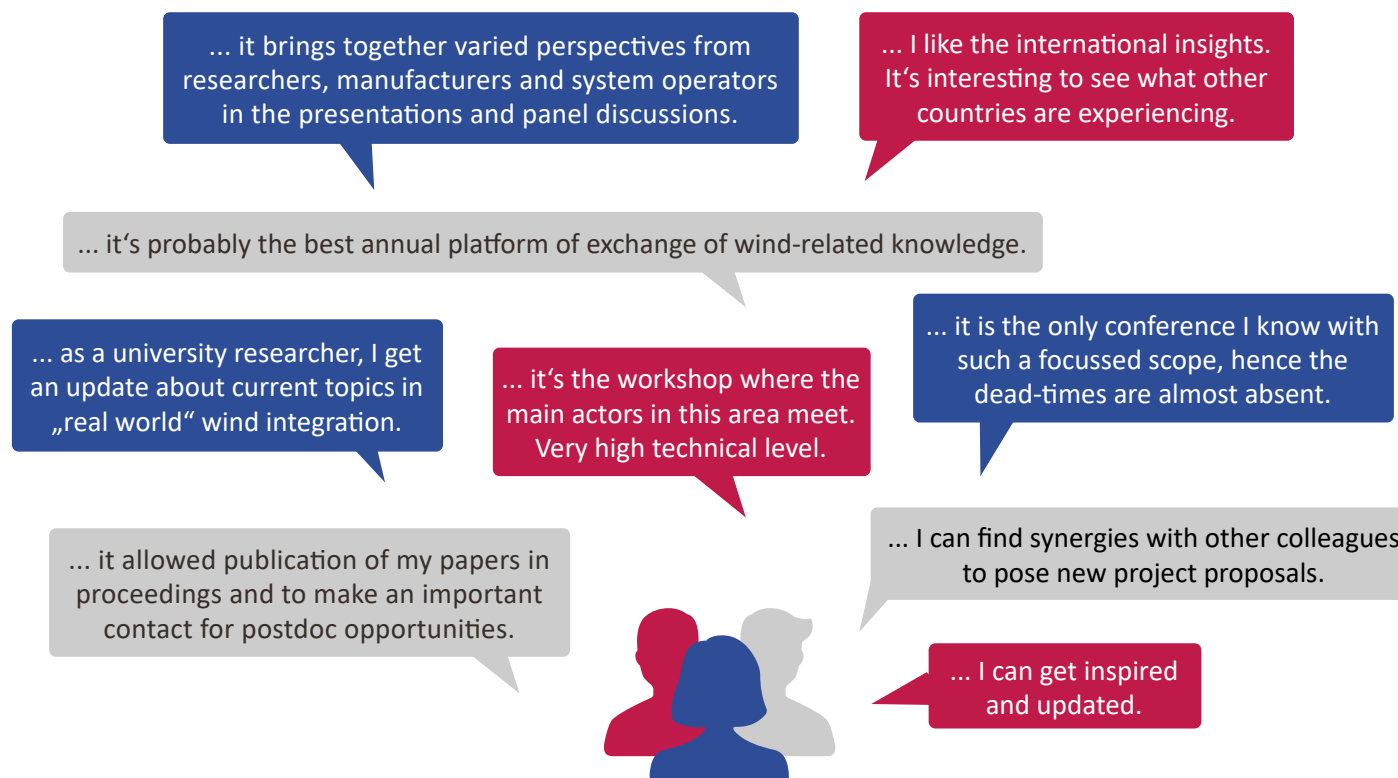 ... it brings together varied perspectives from
researchers, manufacturers and system operators
in the presentations and panel discussions.
... I like the international insights.
It‘s interesting to see what other
countries are experiencing.
... it‘s probably the best annual platform of exchange of wind-related knowledge.
... as a university researcher, I get
an update about current topics in
„real world“ wind integration.
... it‘s the workshop where the
main actors in this area meet.
Very high technical level.
... it is the only conference I know with
such a focussed scope, hence the
dead-times are almost absent.
... it allowed publication of my papers in
proceedings and to make an important
contact for postdoc opportunities.
... I can find synergies with other colleagues
to pose new project proposals.
... I can get inspired
and updated.